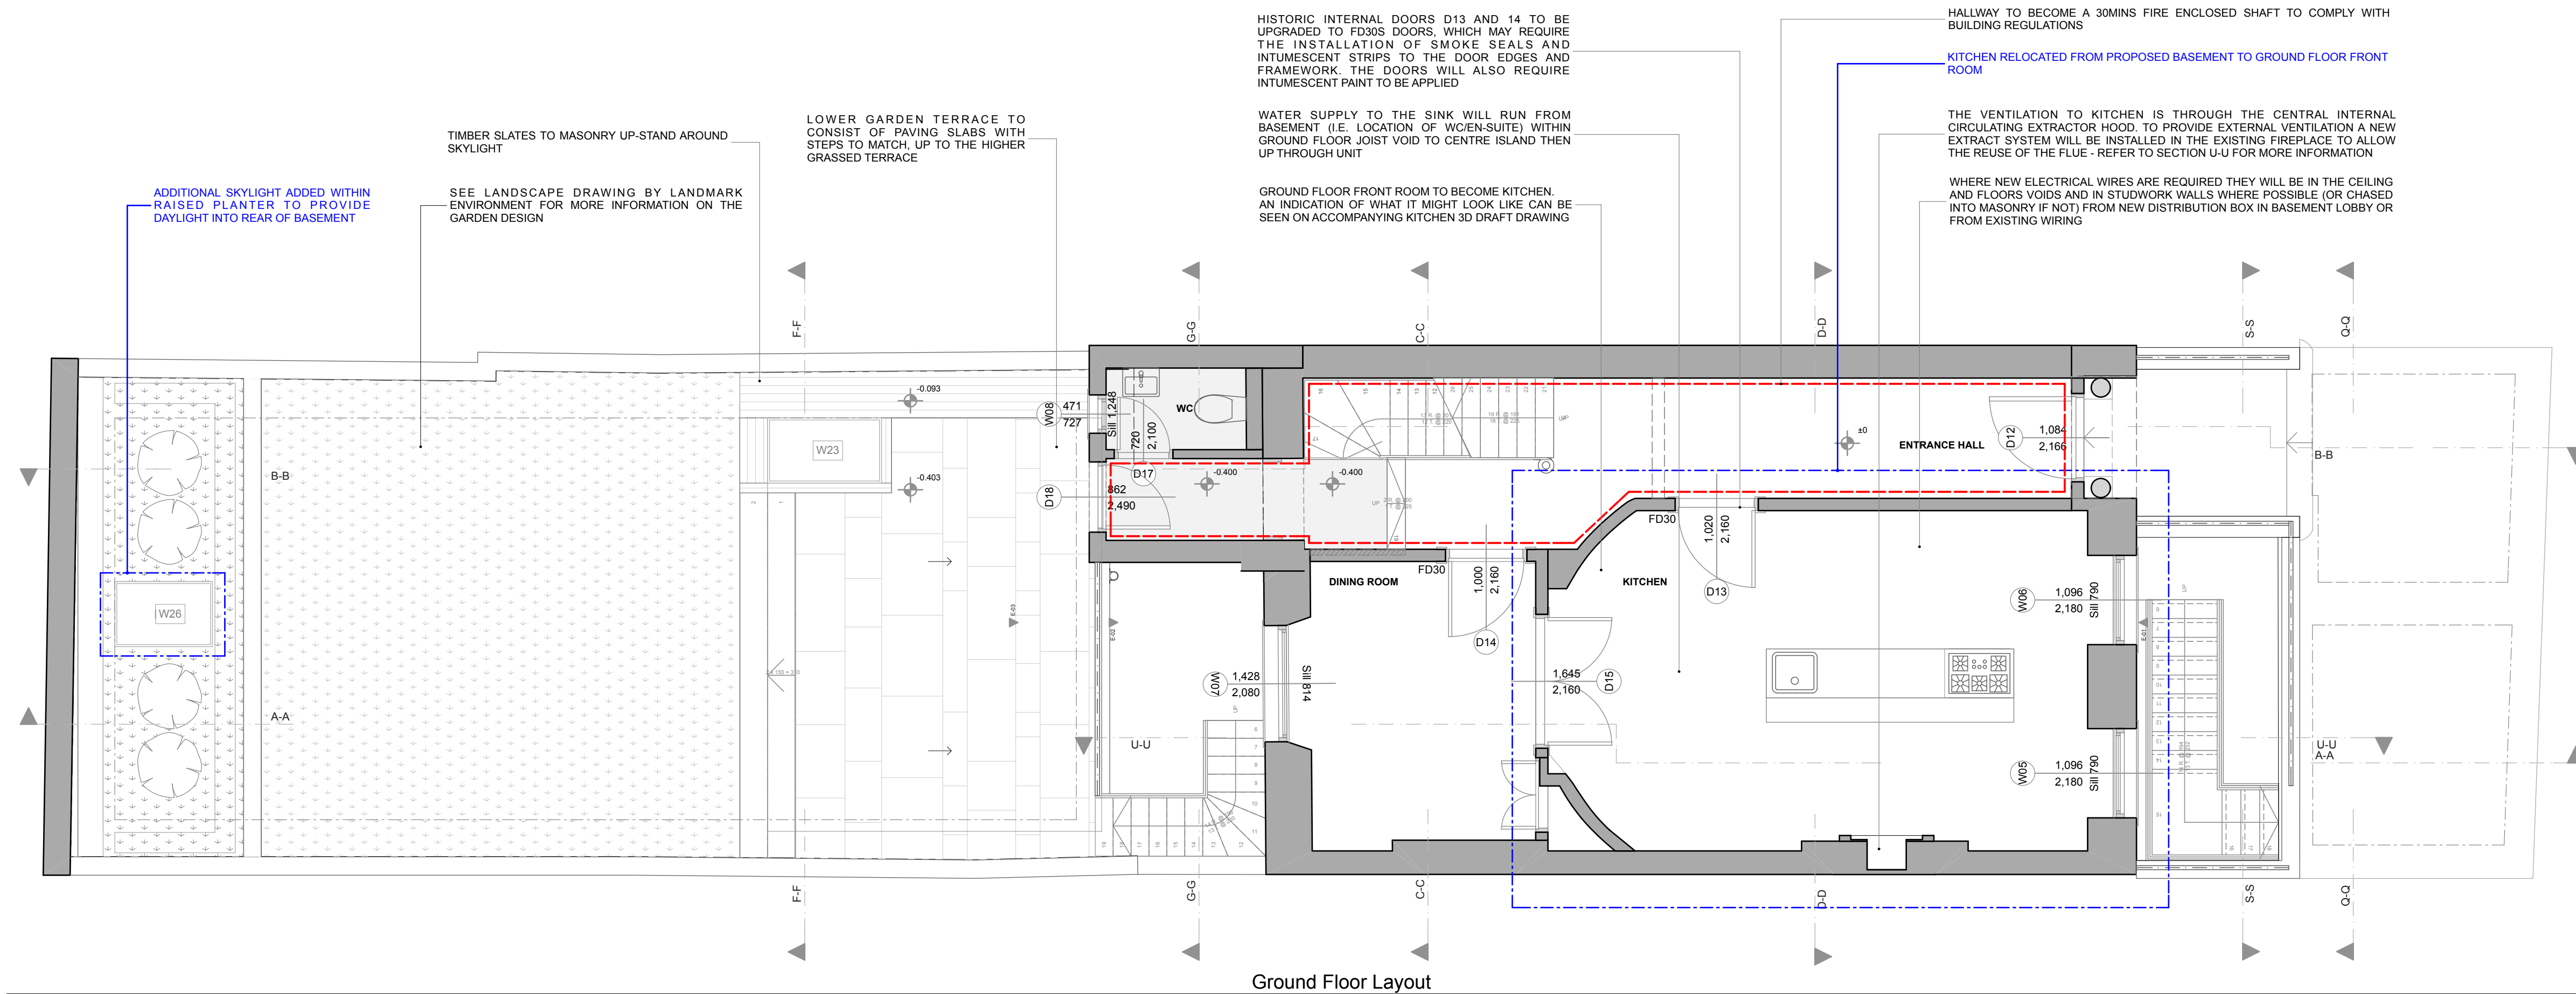 HISTORIC INTERNAL DOORS D13 AND 14 TO BE
UPGRADED TO FD30S DOORS, WHICH MAY REQUIRE
THE INSTALLATION OF SMOKE SEALS AND
INTUMESCENT STRIPS TO THE DOOR EDGES AND
FRAMEWORK. THE DOORS WILL ALSO REQUIRE
INTUMESCENT PAINT TO BE APPLIED
HALLWAY TO BECOME A 30MINS FIRE ENCLOSED SHAFT TO COMPLY WITH
BUILDING REGULATIONS
KITCHEN RELOCATED FROM PROPOSED BASEMENT TO GROUND FLOOR FRONT
ROOM
TIMBER SLATES TO MASONRY UP-STAND AROUND
SKYLIGHT
LOWER GARDEN TERRACE TO
CONSIST OF PAVING SLABS WITH
STEPS TO MATCH, UP TO THE HIGHER
GRASSED TERRACE
WATER SUPPLY TO THE SINK WILL RUN FROM
BASEMENT (I.E. LOCATION OF WC/EN-SUITE) WITHIN
GROUND FLOOR JOIST VOID TO CENTRE ISLAND THEN
UP THROUGH UNIT
THE VENTILATION TO KITCHEN IS THROUGH THE CENTRAL INTERNAL
CIRCULATING EXTRACTOR HOOD. TO PROVIDE EXTERNAL VENTILATION A NEW
EXTRACT SYSTEM WILL BE INSTALLED IN THE EXISTING FIREPLACE TO ALLOW
THE REUSE OF THE FLUE - REFER TO SECTION U-U FOR MORE INFORMATION
ADDITIONAL SKYLIGHT ADDED WITHIN
RAISED PLANTER TO PROVIDE
DAYLIGHT INTO REAR OF BASEMENT
SEE LANDSCAPE DRAWING BY LANDMARK
ENVIRONMENT FOR MORE INFORMATION ON THE
GARDEN DESIGN
GROUND FLOOR FRONT ROOM TO BECOME KITCHEN.
AN INDICATION OF WHAT IT MIGHT LOOK LIKE CAN BE
SEEN ON ACCOMPANYING KITCHEN 3D DRAFT DRAWING
WHERE NEW ELECTRICAL WIRES ARE REQUIRED THEY WILL BE IN THE CEILING
AND FLOORS VOIDS AND IN STUDWORK WALLS WHERE POSSIBLE (OR CHASED
INTO MASONRY IF NOT) FROM NEW DISTRIBUTION BOX IN BASEMENT LOBBY OR
FROM EXISTING WIRING
F-F
G-G
C-C
D-D
S-S
Q-Q
-0.093
W08
471
727
Sill 1,248
WC
720
2,100
D17
-0.403
W23
D18
862
2,490
-0.400
-0.400
UP
±0
ENTRANCE HALL
D12
1,084
2,166
B-B
B-B
FD30
1,020
2,160
D13
FD30
1,000
2,160
D14
DINING ROOM
KITCHEN
W26
E-03
E-02
E-01
W06
1,096
2,180
Sill 790
UP
W07
1,428
2,080
Sill 814
1,645
2,160
D15
UP
A-A
U-U
U-U
A-A
W05
1,096
2,180
Sill 790
F-F
G-G
C-C
D-D
S-S
Q-Q
Ground Floor Layout